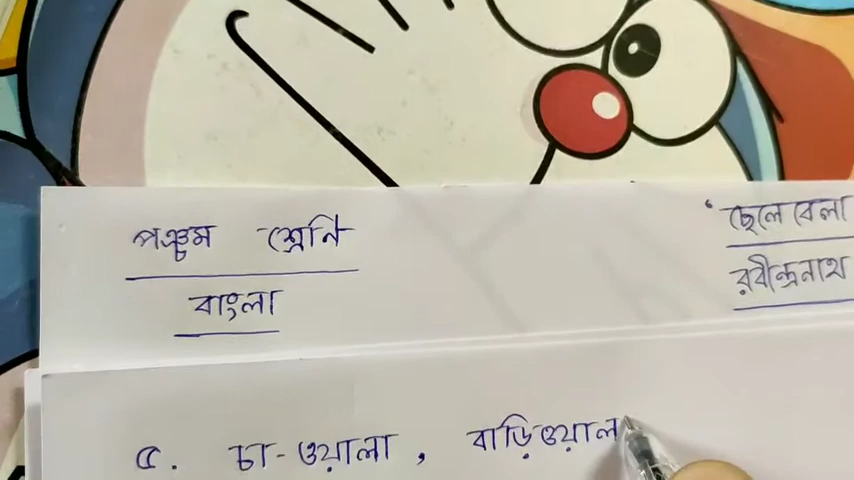 পঞ্চম শ্রেনি
বাংলা
'ছেলেবেলা
রবীন্দ্রনাথ
৫. চা-ওয়ালা, বাড়িওয়াল